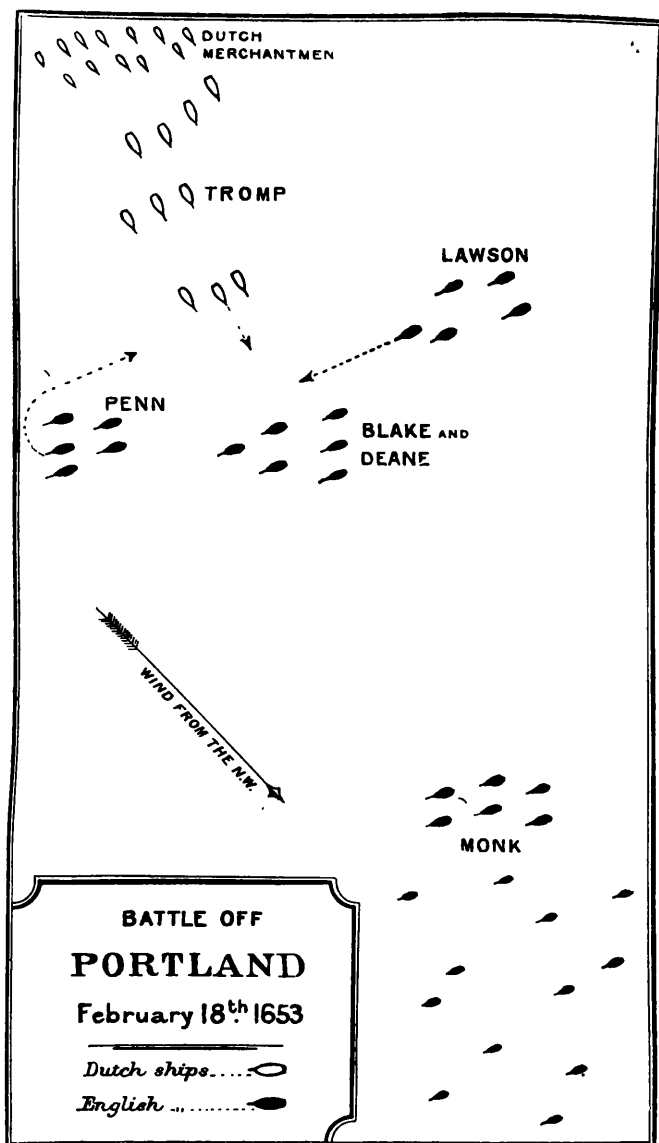 DUTCH
MERCHANTMEN
TROMP
LAWSON
PENN
BLAKE AND
DEANE
WIND FROM THE N.W.
MONK
BATTLE OFF
PORTLAND
February 18th 1653
Dutch ships.....
English ,, ..........